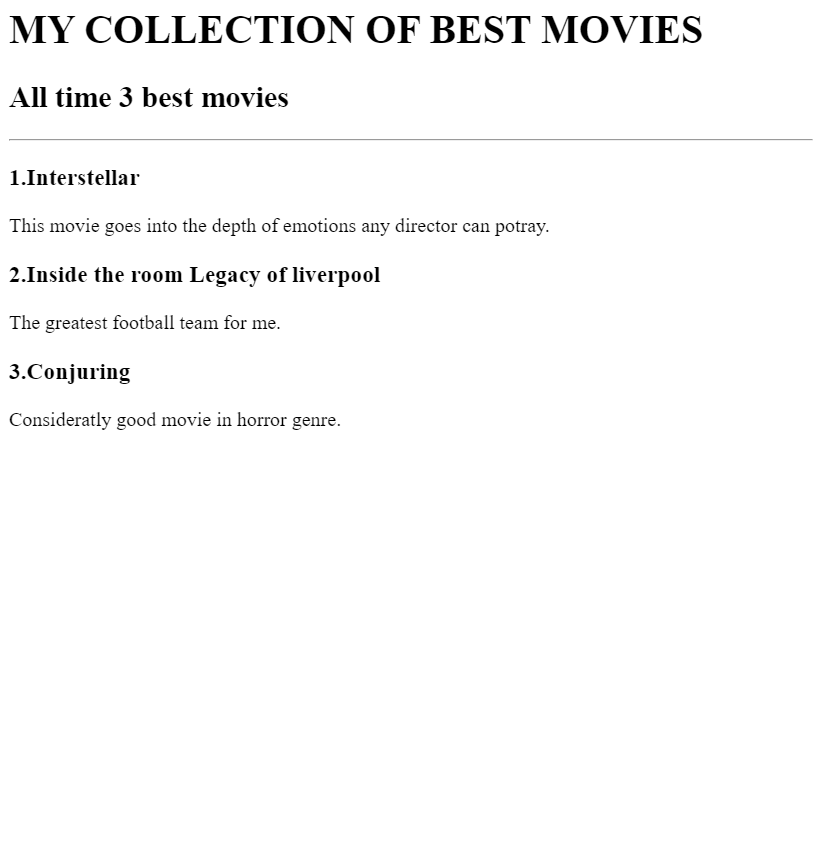 MY COLLECTION OF BEST MOVIES
All time 3 best movies
1.Interstellar
This movie goes into the depth of emotions any director can potray.
2.Inside the room Legacy of liverpool
The greatest football team for me.
3.Conjuring
Consideratly good movie in horror genre.